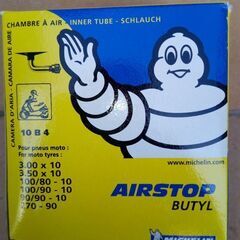 CHAMBRE À AIR - INNER TUBE - SCHLAUCH
CAMERA D'ARIA - CAMARA DE AIRE
10 B 4
Pour pneus moto :
For moto tyres :
3.00 x 10
3.50 x 10
100/80 - 10
100/90 - 10
90/90 - 10
270 - 90
www.michelin.com
AIRSTOP
BUTYL
MICHELIN